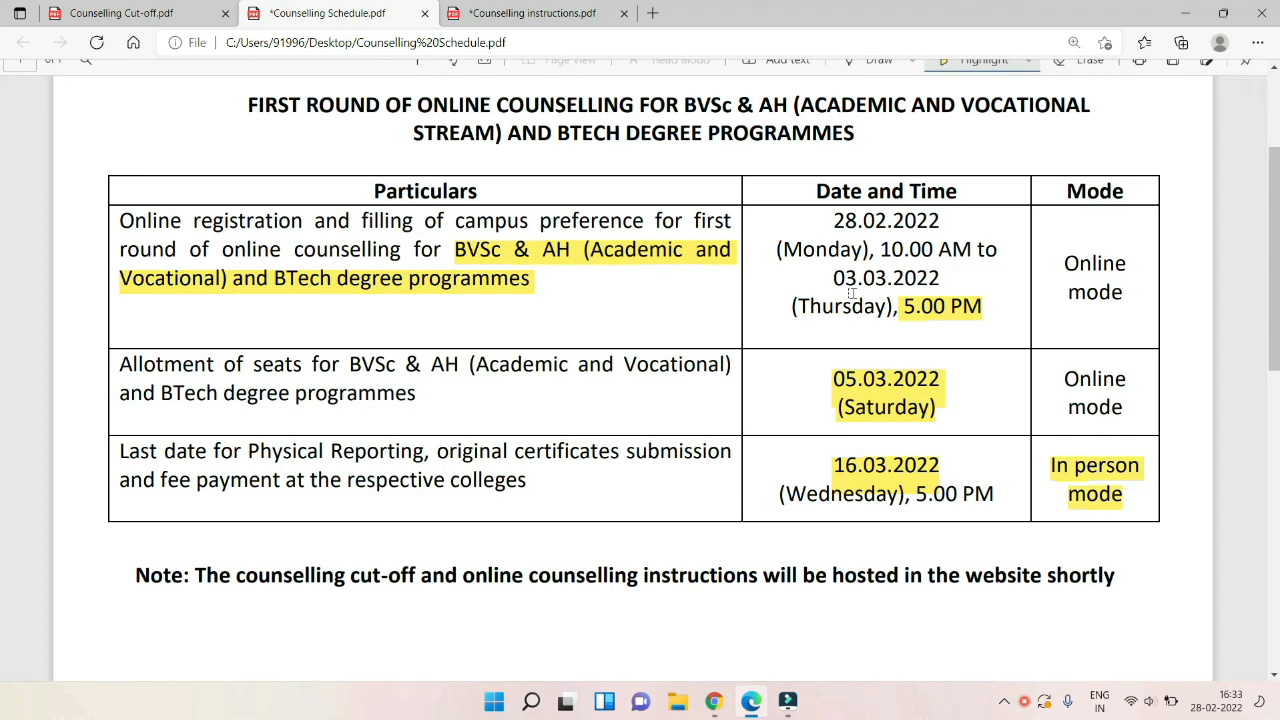 Counselling Cut-off.pdf
*Counselling Schedule.pdf
*Counselling instructions.pdf
File
C:/Users/91996/Desktop/Counselling%20Schedule.pdf
Page view
Read aloud
Add text
Draw
Highlight
Erase
FIRST ROUND OF ONLINE COUNSELLING FOR BVSc & AH (ACADEMIC AND VOCATIONAL
STREAM) AND BTECH DEGREE PROGRAMMES
Particulars
Date and Time
Mode
Online registration and filling of campus preference for first
round of online counselling for BVSc & AH (Academic and
Vocational) and BTech degree programmes
28.02.2022
(Monday), 10.00 AM to
03.03.2022
(Thursday), 5.00 PM
Online
mode
Allotment of seats for BVSc & AH (Academic and Vocational)
and BTech degree programmes
05.03.2022
(Saturday)
Online
mode
Last date for Physical Reporting, original certificates submission
and fee payment at the respective colleges
16.03.2022
(Wednesday), 5.00 PM
In person
mode
Note: The counselling cut-off and online counselling instructions will be hosted in the website shortly
ENG
IN
16:33
28-02-2022